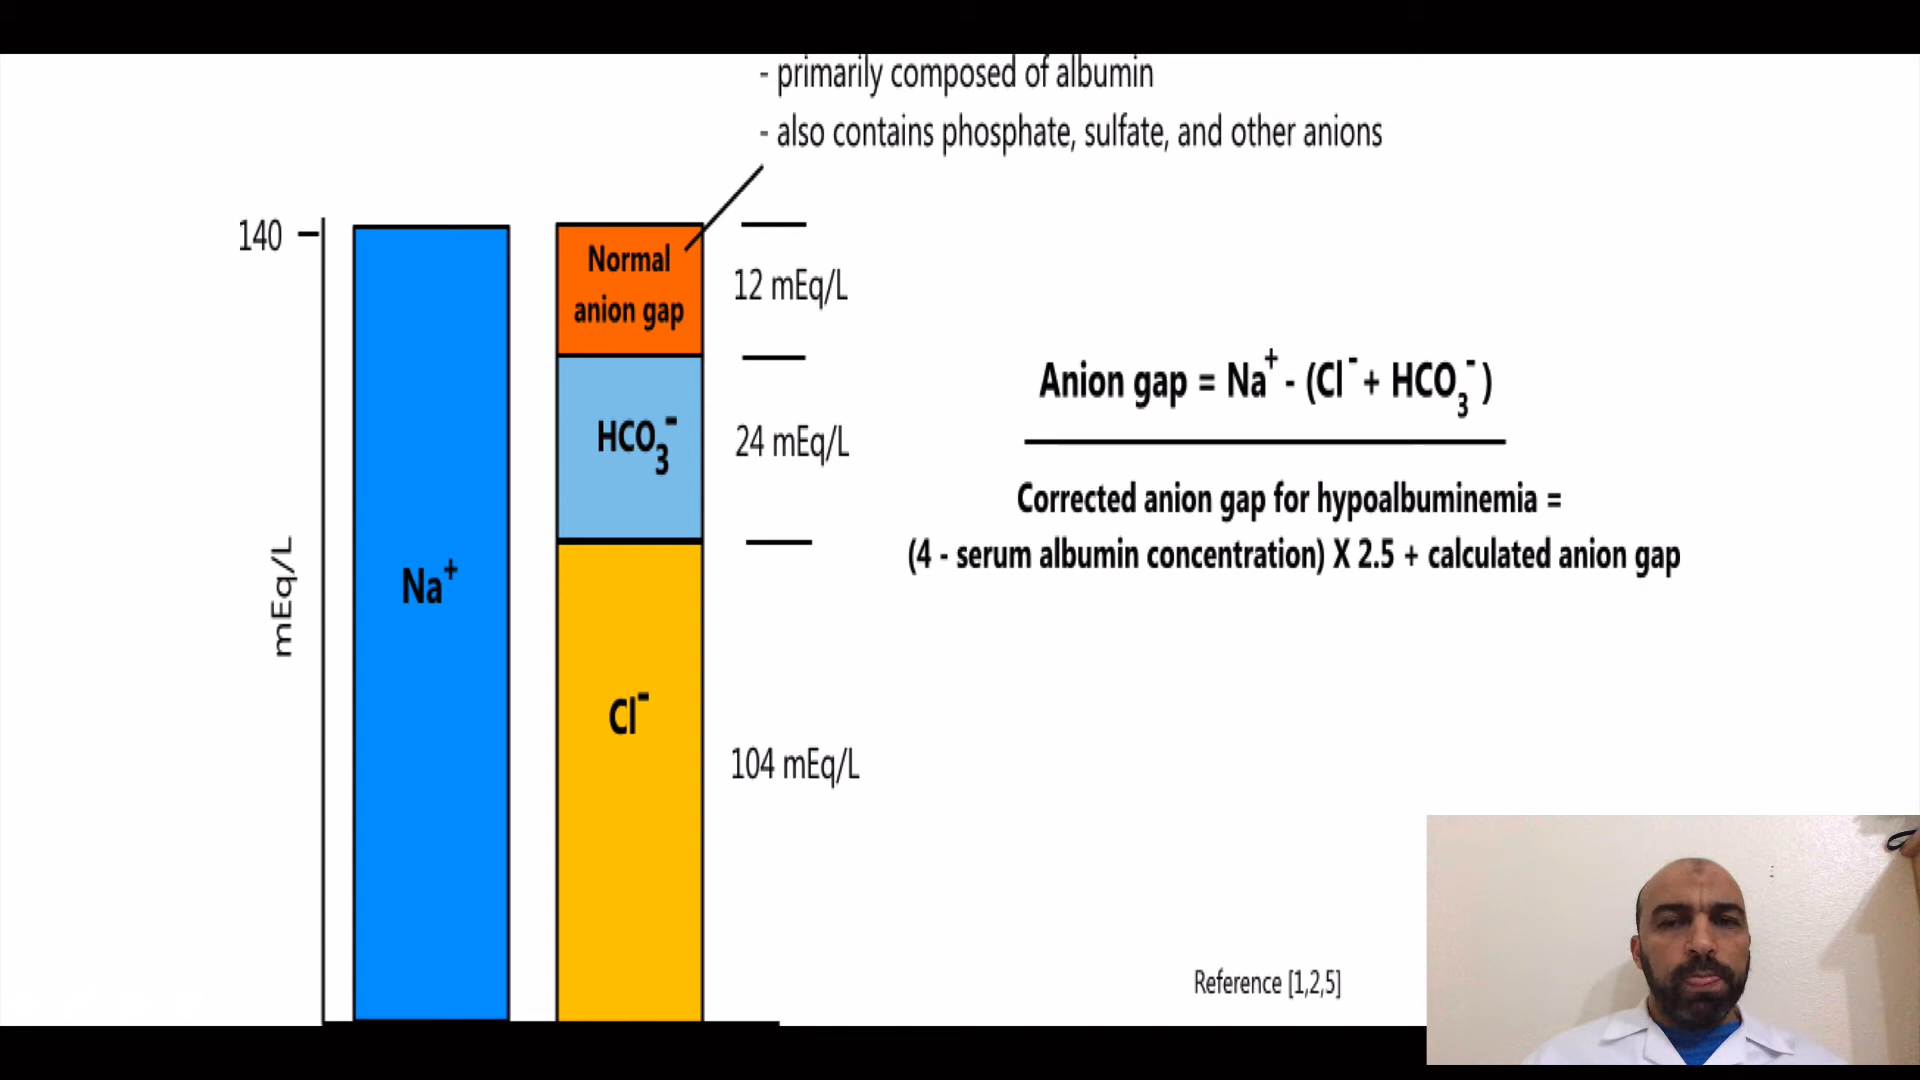 - primarily composed of albumin
- also contains phosphate, sulfate, and other anions
140
Normal
anion gap
12 mEq/L
HCO₃⁻
24 mEq/L
Anion gap = Na⁺ - (Cl⁻ + HCO₃⁻)
Corrected anion gap for hypoalbuminemia =
(4 - serum albumin concentration) X 2.5 + calculated anion gap
mEq/L
Na⁺
Cl⁻
104 mEq/L
Reference [1,2,5]